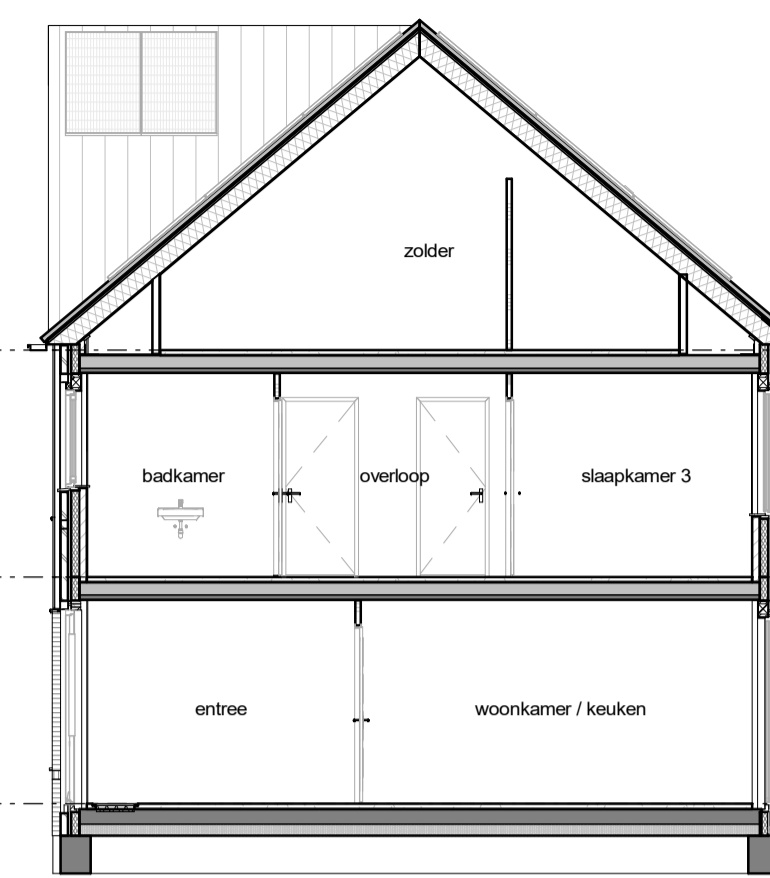 zolder
badkamer
overloop
slaapkamer 3
entree
woonkamer / keuken